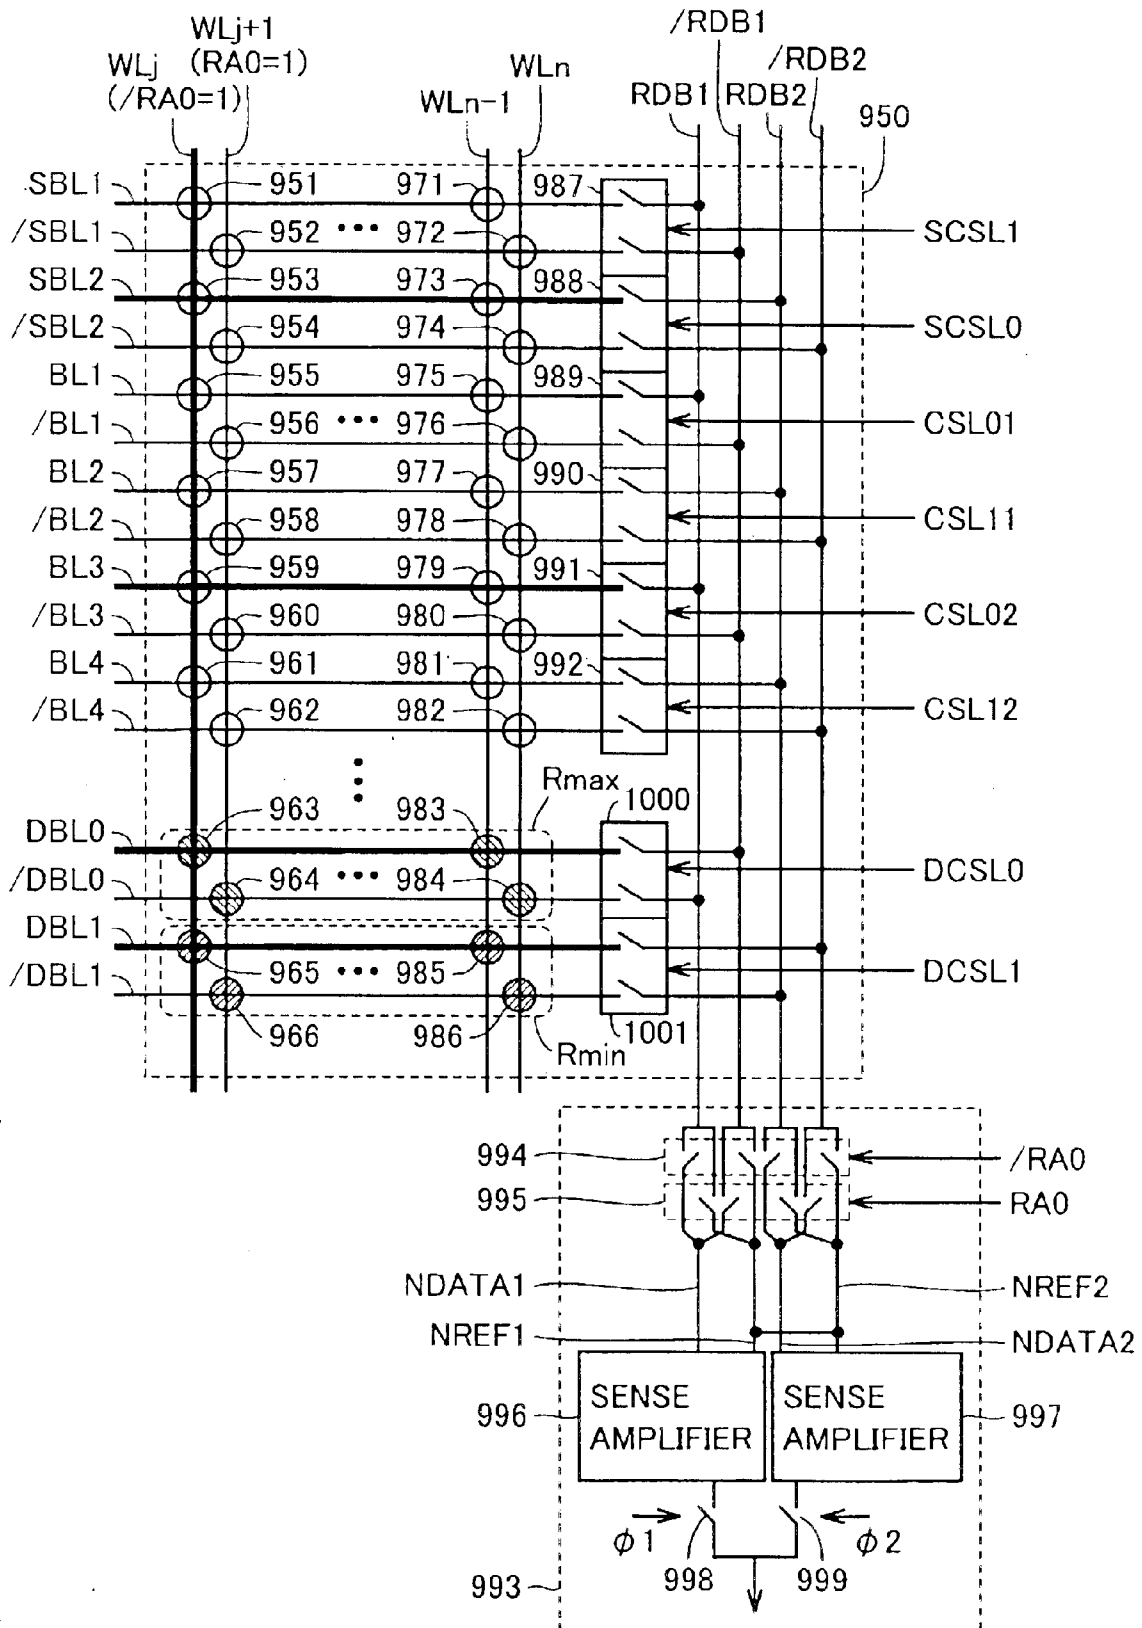 /RDB1
WLj+1
(RA0=1)
/RDB2
WLj
(/RA0=1)
WLn
WLn-1
RDB1 RDB2
950
SBL1
951
971
987
/SBL1
952
972
SCSL1
SBL2
953
973
988
/SBL2
954
974
SCSL0
BL1
955
975
989
/BL1
956
976
CSL01
BL2
957
977
990
/BL2
958
978
CSL11
BL3
959
979
991
/BL3
960
980
CSL02
BL4
961
981
992
/BL4
962
982
CSL12
Rmax
1000
DBL0
963
983
/DBL0
964
984
DCSL0
DBL1
965
985
/DBL1
DCSL1
966
986
1001
Rmin
994
/RA0
995
RA0
NDATA1
NREF2
NREF1
NDATA2
996
SENSE
AMPLIFIER
SENSE
AMPLIFIER
997
φ1
998
999
φ2
993